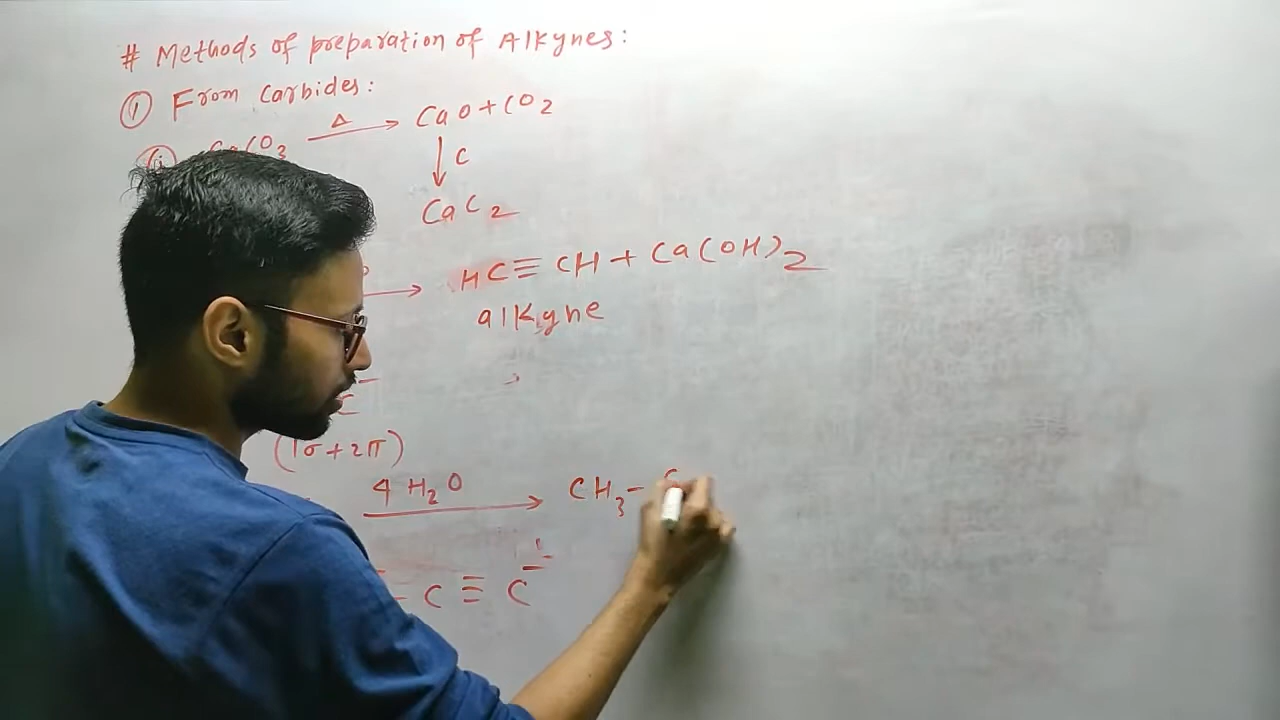 # Methods of preparation of Alkynes:
① From Carbides:
CaCO3 Δ→ CaO + CO2
↓ C
CaC2
→ HC≡CH + Ca(OH)2
alkyne
(1σ+2π)
4 H2O → CH3-
C≡C